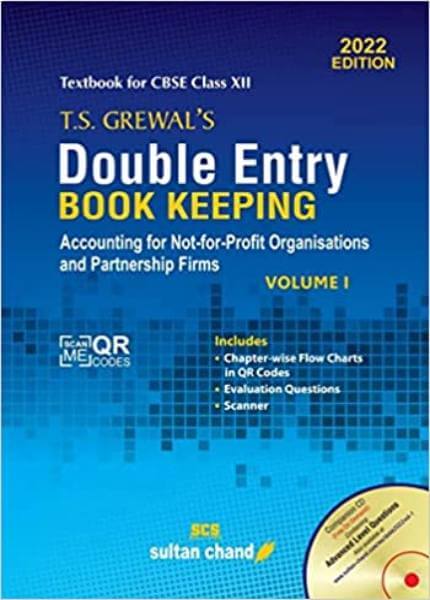 2022
EDITION
Textbook for CBSE Class XII
T.S. GREWAL'S
Double Entry
BOOK KEEPING
Accounting for Not-for-Profit Organisations
and Partnership Firms
VOLUME I
SCAN
ME
QR
CODES
Includes
• Chapter-wise Flow Charts
in QR Codes
• Evaluation Questions
• Scanner
SCS
sultan chand
Companion CD
Advanced Level Questions